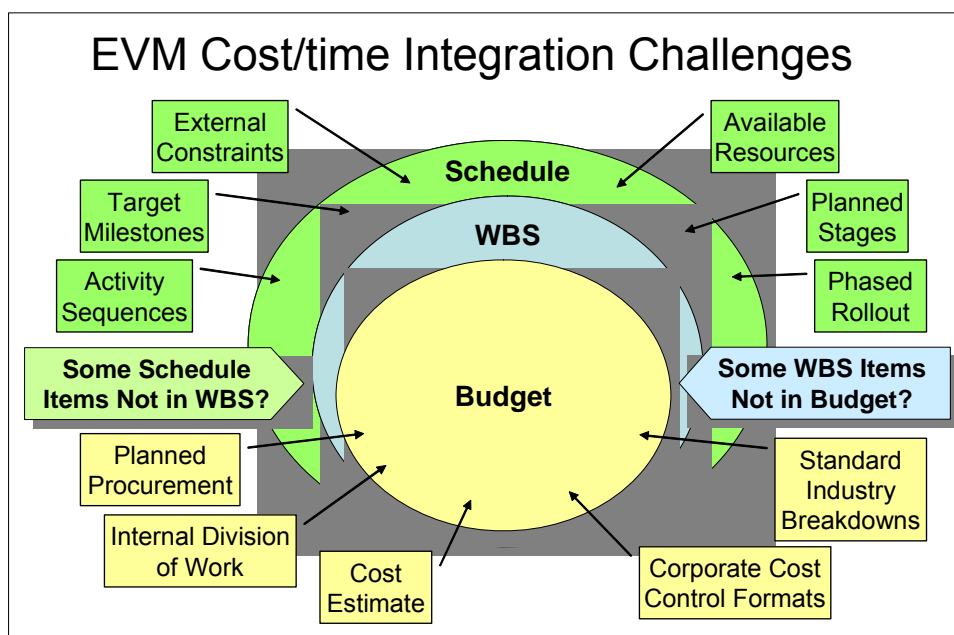 EVM Cost/time Integration Challenges
External
Constraints
Available
Resources
Schedule
Target
Milestones
WBS
Planned
Stages
Activity
Sequences
Phased
Rollout
Some Schedule
Items Not in WBS?
Budget
Some WBS Items
Not in Budget?
Planned
Procurement
Standard
Industry
Breakdowns
Internal Division
of Work
Cost
Estimate
Corporate Cost
Control Formats